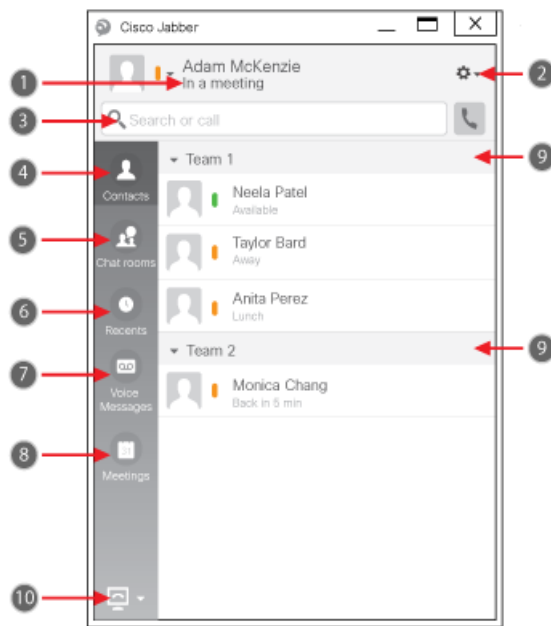 Cisco Jabber
1
Adam McKenzie
In a meeting
2
3
Search or call
4
Contacts
Team 1
9
Neela Patel
Available
5
Chat rooms
Taylor Bard
Away
6
Recents
Anita Perez
Lunch
Team 2
9
7
Voice
Messages
Monica Chang
Back in 5 min
8
31
Meetings
10